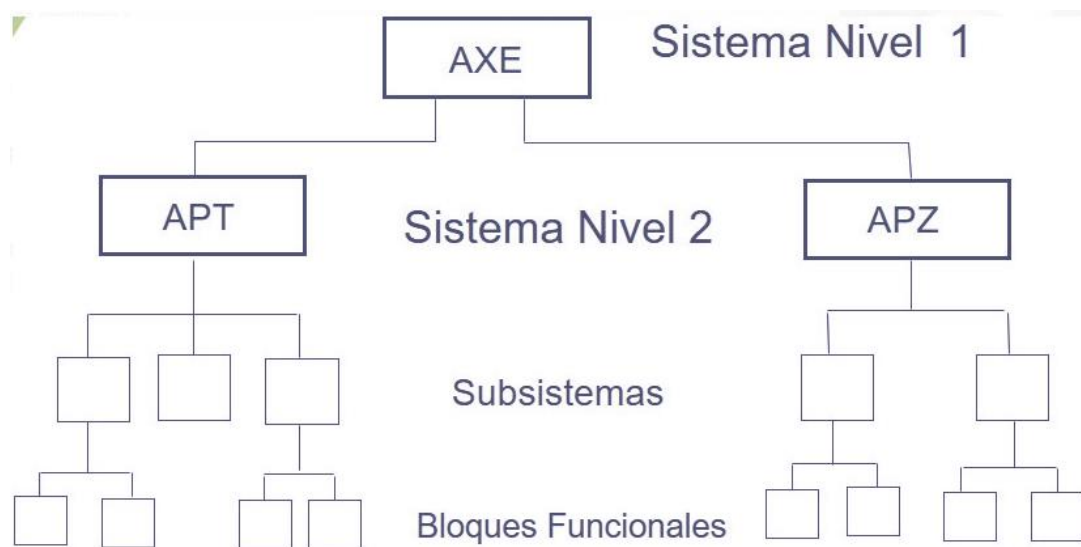 AXE
Sistema Nivel 1
APT
Sistema Nivel 2
APZ
Subsistemas
Bloques Funcionales